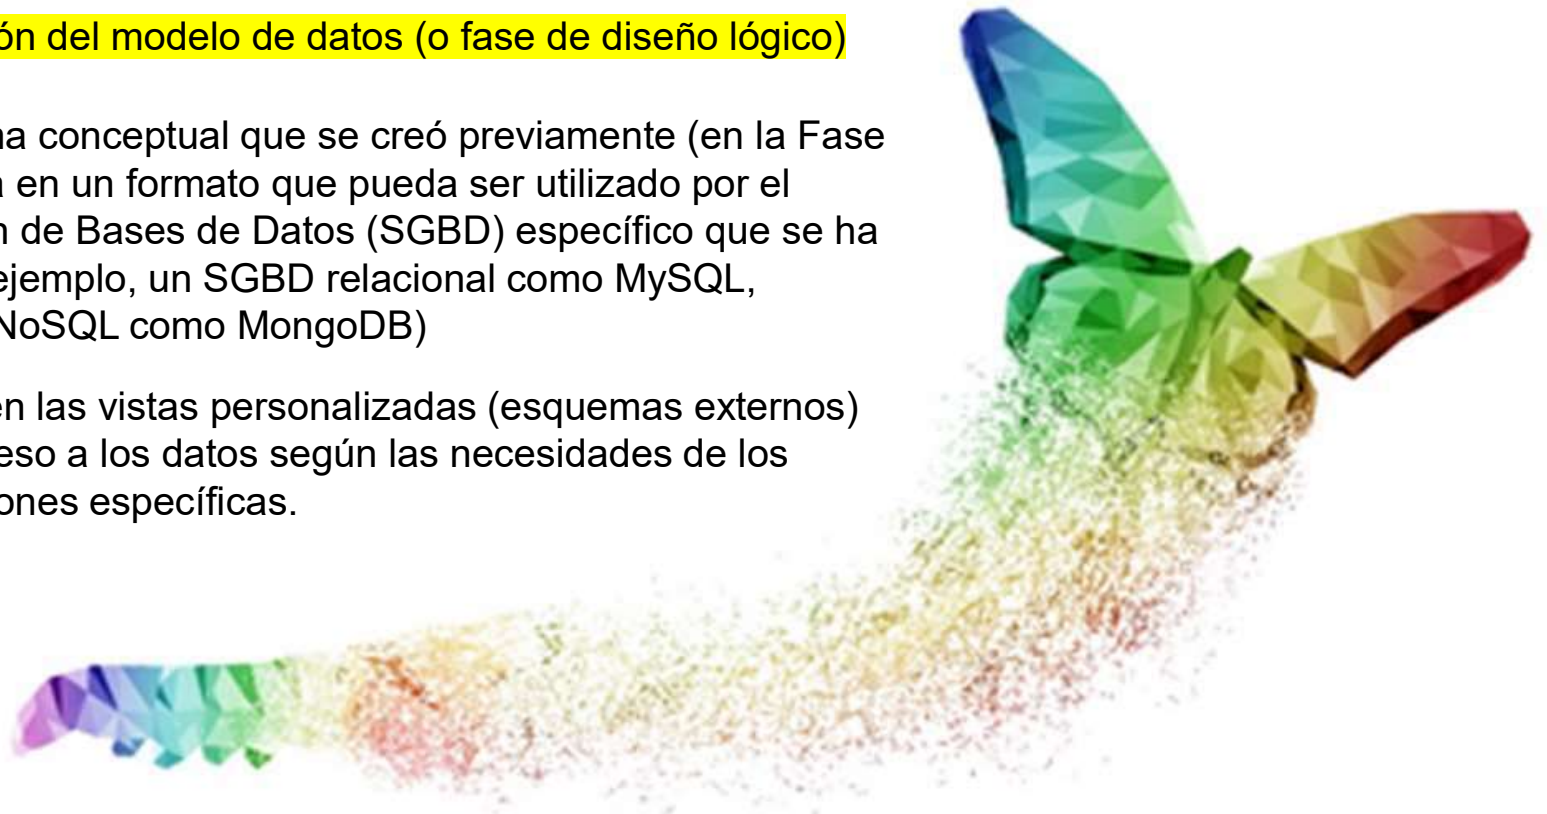 ón del modelo de datos (o fase de diseño lógico)
na conceptual que se creó previamente (en la Fase
a en un formato que pueda ser utilizado por el
n de Bases de Datos (SGBD) específico que se ha
ejemplo, un SGBD relacional como MySQL,
NoSQL como MongoDB)
en las vistas personalizadas (esquemas externos)
eso a los datos según las necesidades de los
ones específicas.